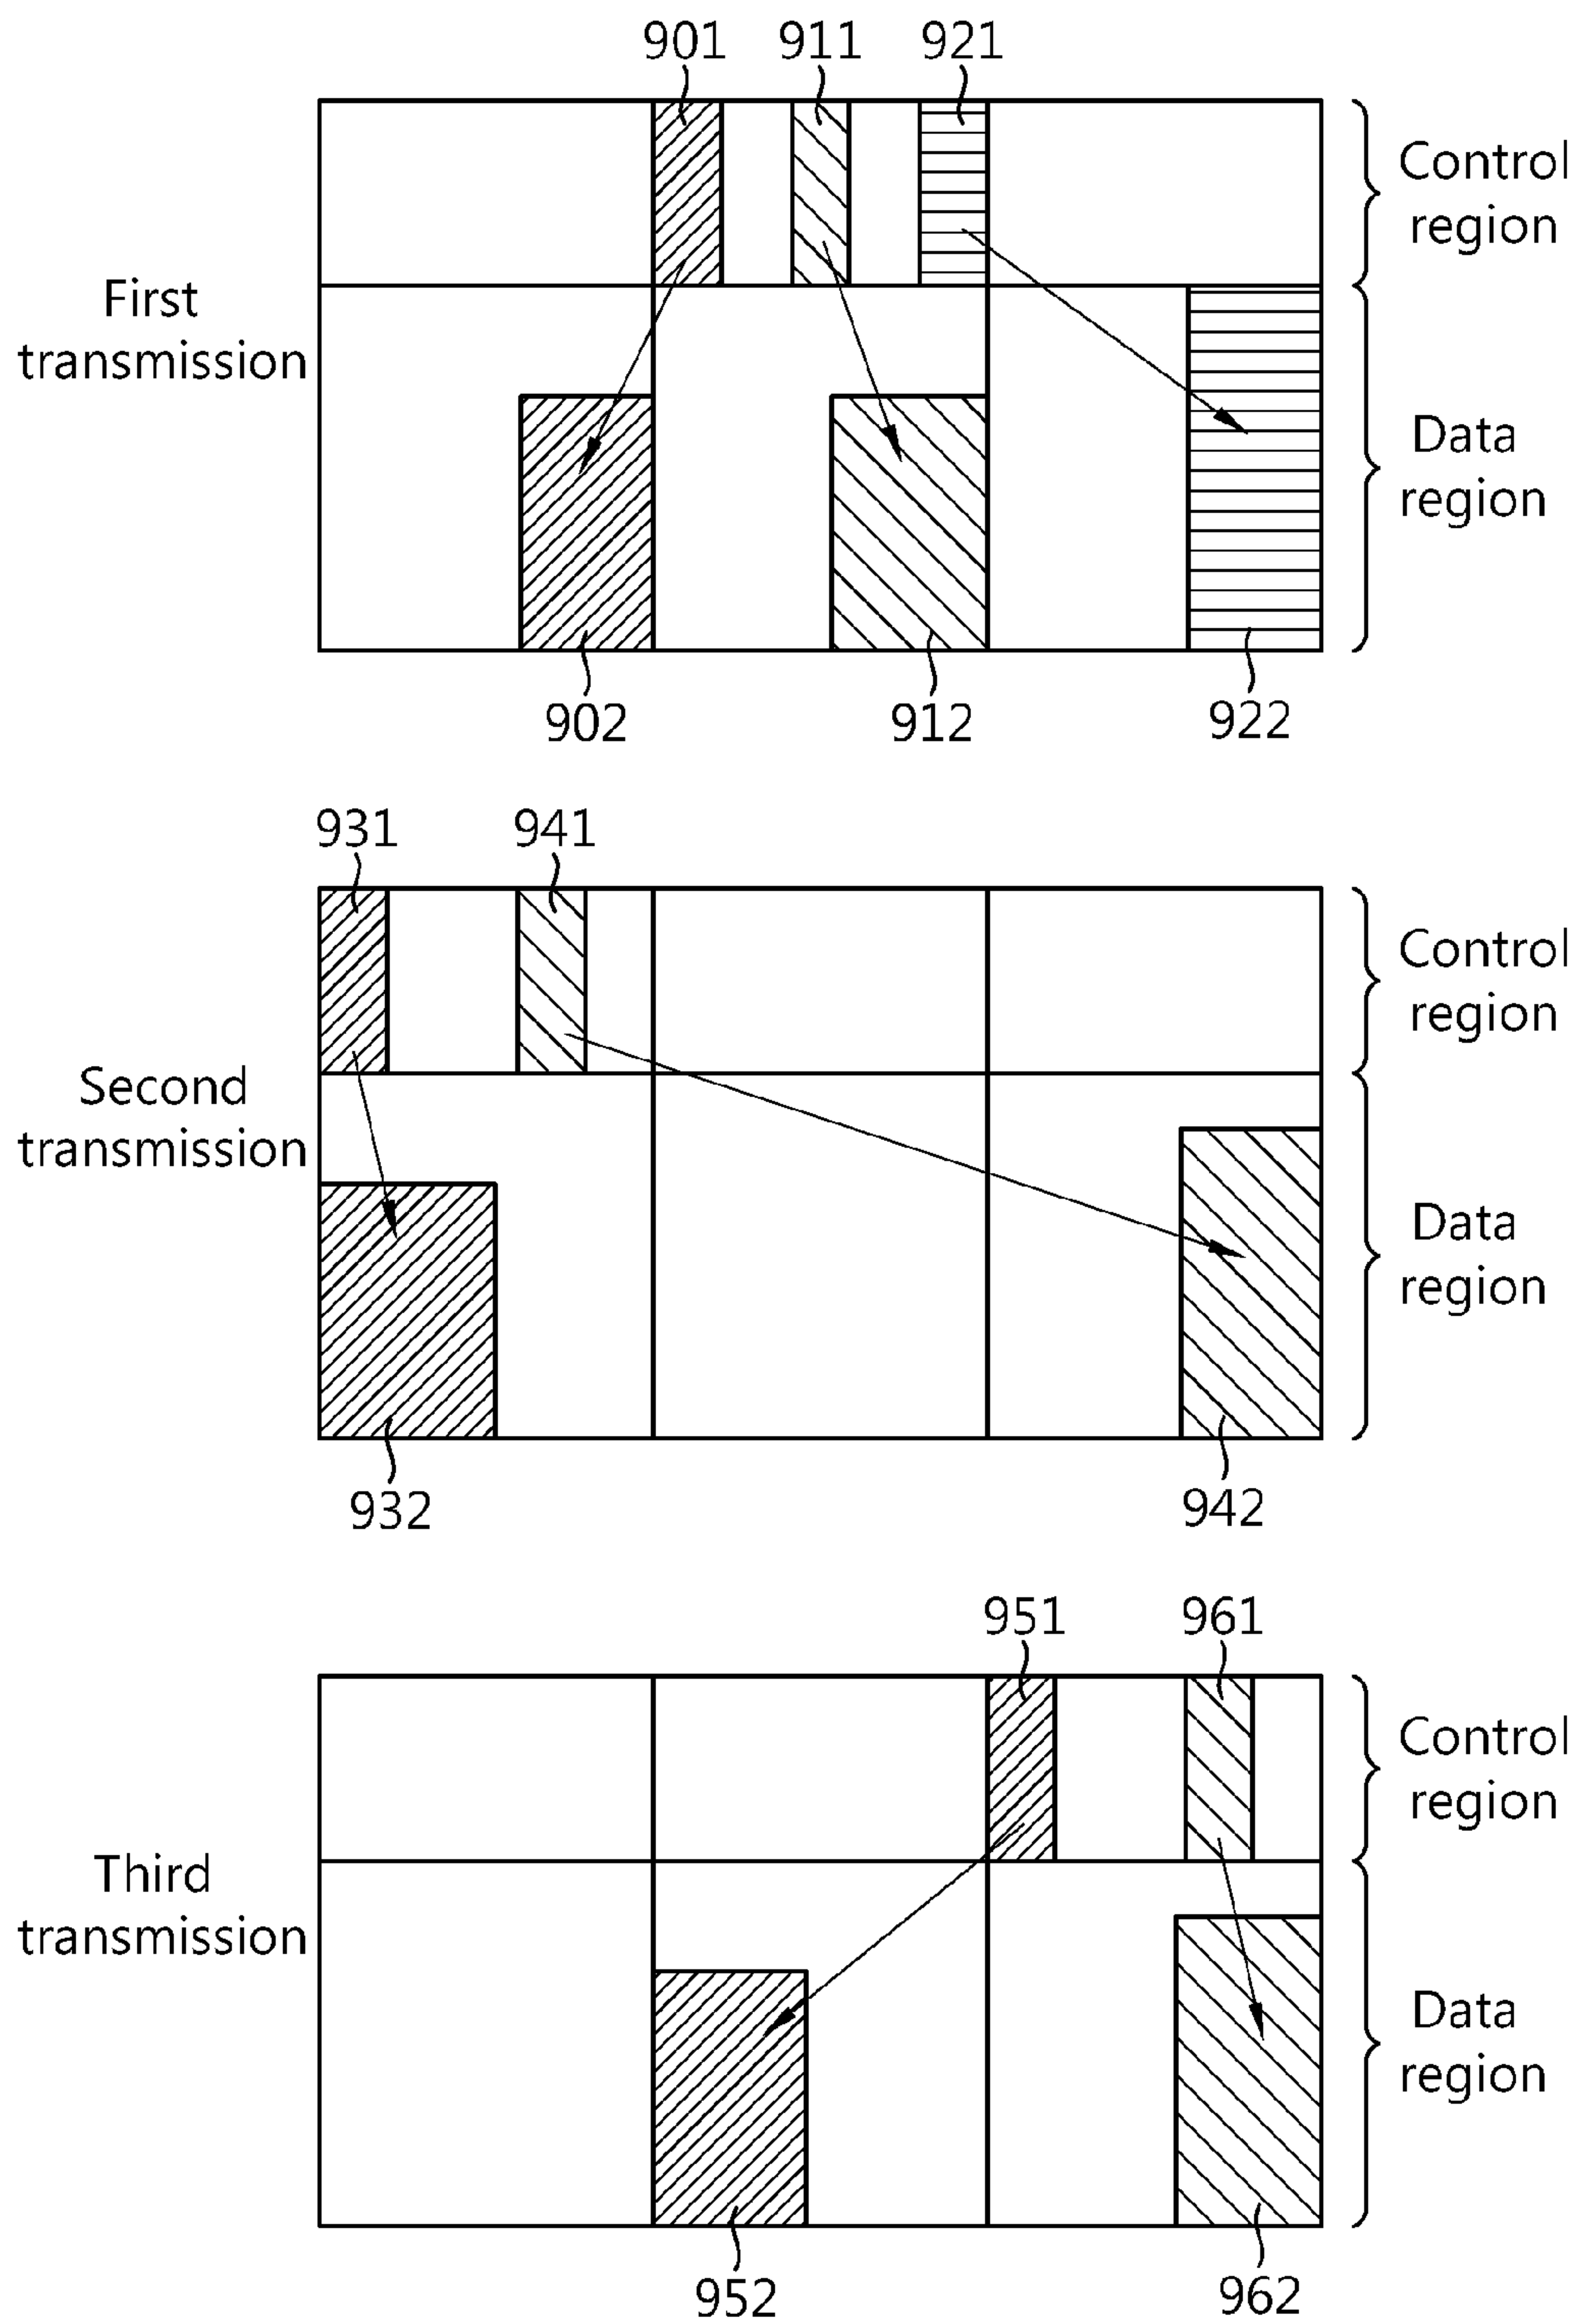 901 911 921
Control
region
First
transmission
Data
region
902 912 922
931 941
Control
region
Second
transmission
Data
region
932 942
951 961
Control
region
Third
transmission
Data
region
952 962